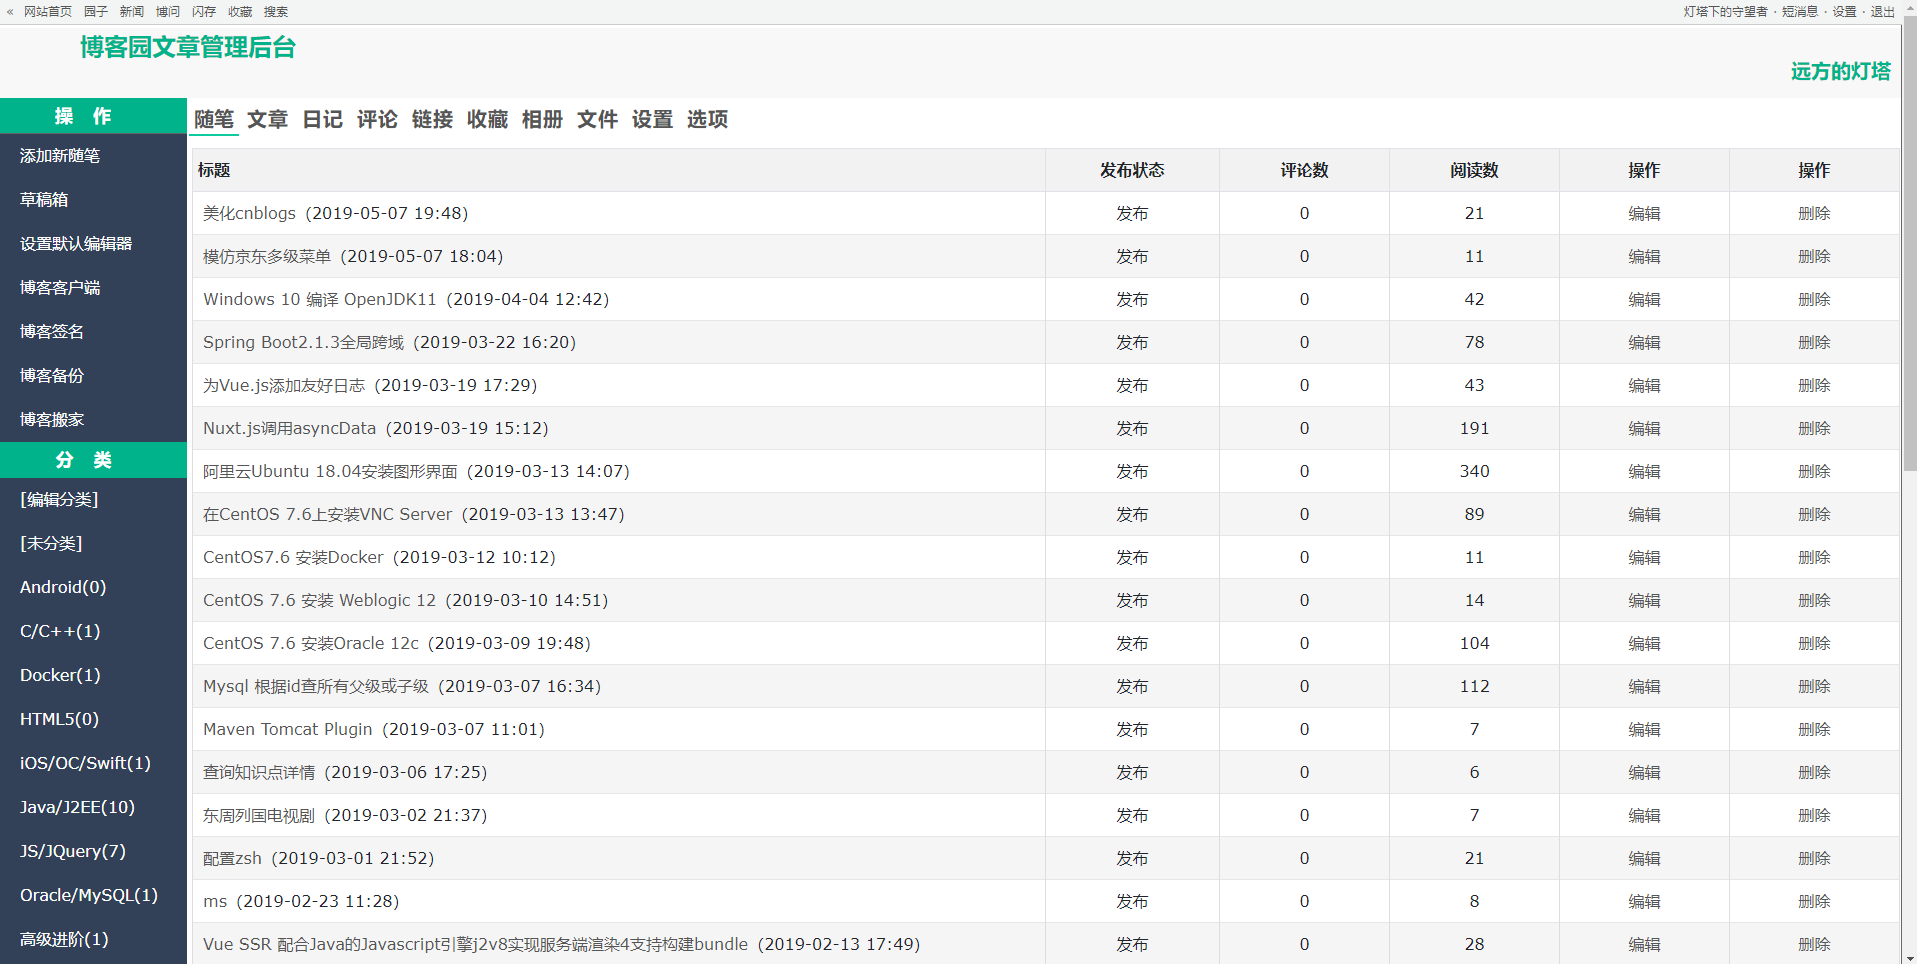 « 网站首页 园子 新闻 博问 闪存 收藏 搜索 灯塔下的守望者 · 短消息 · 设置 · 退出
博客园文章管理后台
远方的灯塔
操 作
添加新随笔
草稿箱
设置默认编辑器
博客客户端
博客签名
博客备份
博客搬家
分 类
[编辑分类]
[未分类]
Android(0)
C/C++(1)
Docker(1)
HTML5(0)
iOS/OC/Swift(1)
Java/J2EE(10)
JS/JQuery(7)
Oracle/MySQL(1)
高级进阶(1)
随笔 文章 日记 评论 链接 收藏 相册 文件 设置 选项
标题 发布状态 评论数 阅读数 操作 操作
美化cnblogs (2019-05-07 19:48) 发布 0 21 编辑 删除
模仿京东多级菜单 (2019-05-07 18:04) 发布 0 11 编辑 删除
Windows 10 编译 OpenJDK11 (2019-04-04 12:42) 发布 0 42 编辑 删除
Spring Boot2.1.3全局跨域 (2019-03-22 16:20) 发布 0 78 编辑 删除
为Vue.js添加友好日志 (2019-03-19 17:29) 发布 0 43 编辑 删除
Nuxt.js调用asyncData (2019-03-19 15:12) 发布 0 191 编辑 删除
阿里云Ubuntu 18.04安装图形界面 (2019-03-13 14:07) 发布 0 340 编辑 删除
在CentOS 7.6上安装VNC Server (2019-03-13 13:47) 发布 0 89 编辑 删除
CentOS7.6 安装Docker (2019-03-12 10:12) 发布 0 11 编辑 删除
CentOS 7.6 安装 Weblogic 12 (2019-03-10 14:51) 发布 0 14 编辑 删除
CentOS 7.6 安装Oracle 12c (2019-03-09 19:48) 发布 0 104 编辑 删除
Mysql 根据id查所有父级或子级 (2019-03-07 16:34) 发布 0 112 编辑 删除
Maven Tomcat Plugin (2019-03-07 11:01) 发布 0 7 编辑 删除
查询知识点详情 (2019-03-06 17:25) 发布 0 6 编辑 删除
东周列国电视剧 (2019-03-02 21:37) 发布 0 7 编辑 删除
配置zsh (2019-03-01 21:52) 发布 0 21 编辑 删除
ms (2019-02-23 11:28) 发布 0 8 编辑 删除
Vue SSR 配合Java的Javascript引擎j2v8实现服务端渲染4支持构建bundle (2019-02-13 17:49) 发布 0 28 编辑 删除